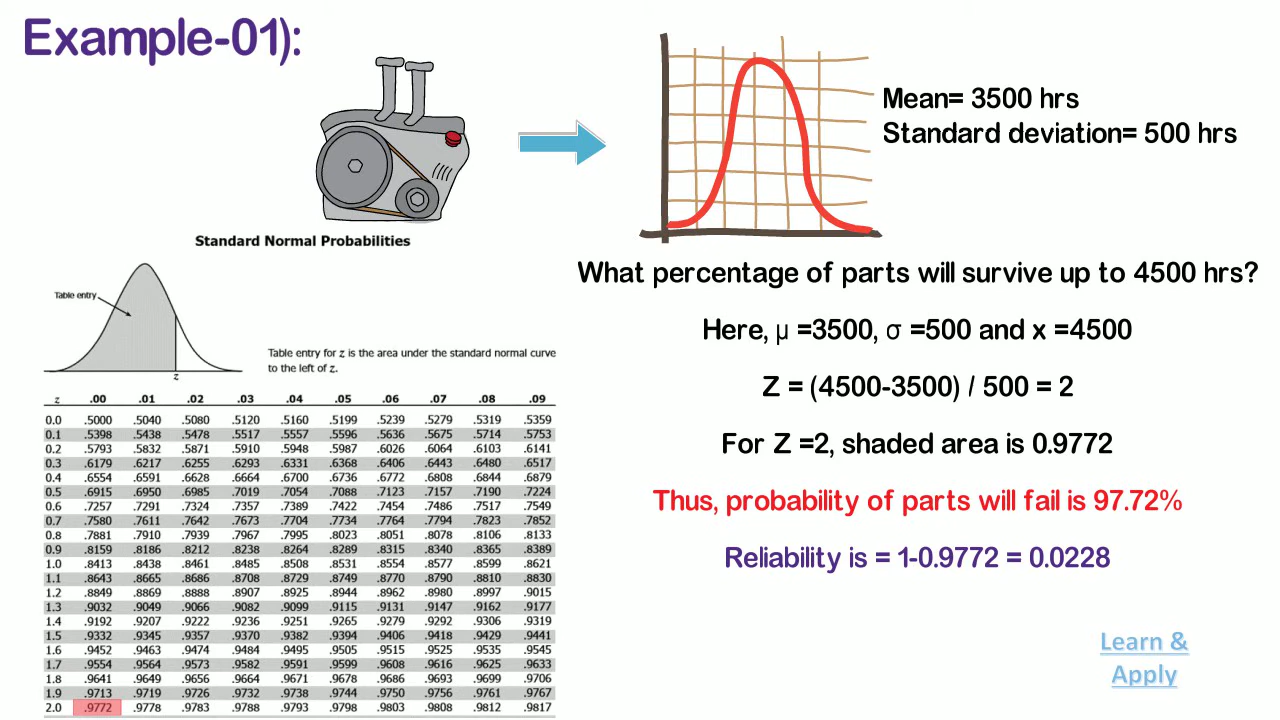 Example-01):
Mean= 3500 hrs
Standard deviation= 500 hrs
Standard Normal Probabilities
Table entry
z
Table entry for z is the area under the standard normal curve
to the left of z.
z .00 .01 .02 .03 .04 .05 .06 .07 .08 .09
0.0 .5000 .5040 .5080 .5120 .5160 .5199 .5239 .5279 .5319 .5359
0.1 .5398 .5438 .5478 .5517 .5557 .5596 .5636 .5675 .5714 .5753
0.2 .5793 .5832 .5871 .5910 .5948 .5987 .6026 .6064 .6103 .6141
0.3 .6179 .6217 .6255 .6293 .6331 .6368 .6406 .6443 .6480 .6517
0.4 .6554 .6591 .6628 .6664 .6700 .6736 .6772 .6808 .6844 .6879
0.5 .6915 .6950 .6985 .7019 .7054 .7088 .7123 .7157 .7190 .7224
0.6 .7257 .7291 .7324 .7357 .7389 .7422 .7454 .7486 .7517 .7549
0.7 .7580 .7611 .7642 .7673 .7704 .7734 .7764 .7794 .7823 .7852
0.8 .7881 .7910 .7939 .7967 .7995 .8023 .8051 .8078 .8106 .8133
0.9 .8159 .8186 .8212 .8238 .8264 .8289 .8315 .8340 .8365 .8389
1.0 .8413 .8438 .8461 .8485 .8508 .8531 .8554 .8577 .8599 .8621
1.1 .8643 .8665 .8686 .8708 .8729 .8749 .8770 .8790 .8810 .8830
1.2 .8849 .8869 .8888 .8907 .8925 .8944 .8962 .8980 .8997 .9015
1.3 .9032 .9049 .9066 .9082 .9099 .9115 .9131 .9147 .9162 .9177
1.4 .9192 .9207 .9222 .9236 .9251 .9265 .9279 .9292 .9306 .9319
1.5 .9332 .9345 .9357 .9370 .9382 .9394 .9406 .9418 .9429 .9441
1.6 .9452 .9463 .9474 .9484 .9495 .9505 .9515 .9525 .9535 .9545
1.7 .9554 .9564 .9573 .9582 .9591 .9599 .9608 .9616 .9625 .9633
1.8 .9641 .9649 .9656 .9664 .9671 .9678 .9686 .9693 .9699 .9706
1.9 .9713 .9719 .9726 .9732 .9738 .9744 .9750 .9756 .9761 .9767
2.0 .9772 .9778 .9783 .9788 .9793 .9798 .9803 .9808 .9812 .9817
What percentage of parts will survive up to 4500 hrs?
Here, μ =3500, σ =500 and x =4500
Z = (4500-3500) / 500 = 2
For Z =2, shaded area is 0.9772
Thus, probability of parts will fail is 97.72%
Reliability is = 1-0.9772 = 0.0228
Learn &
Apply